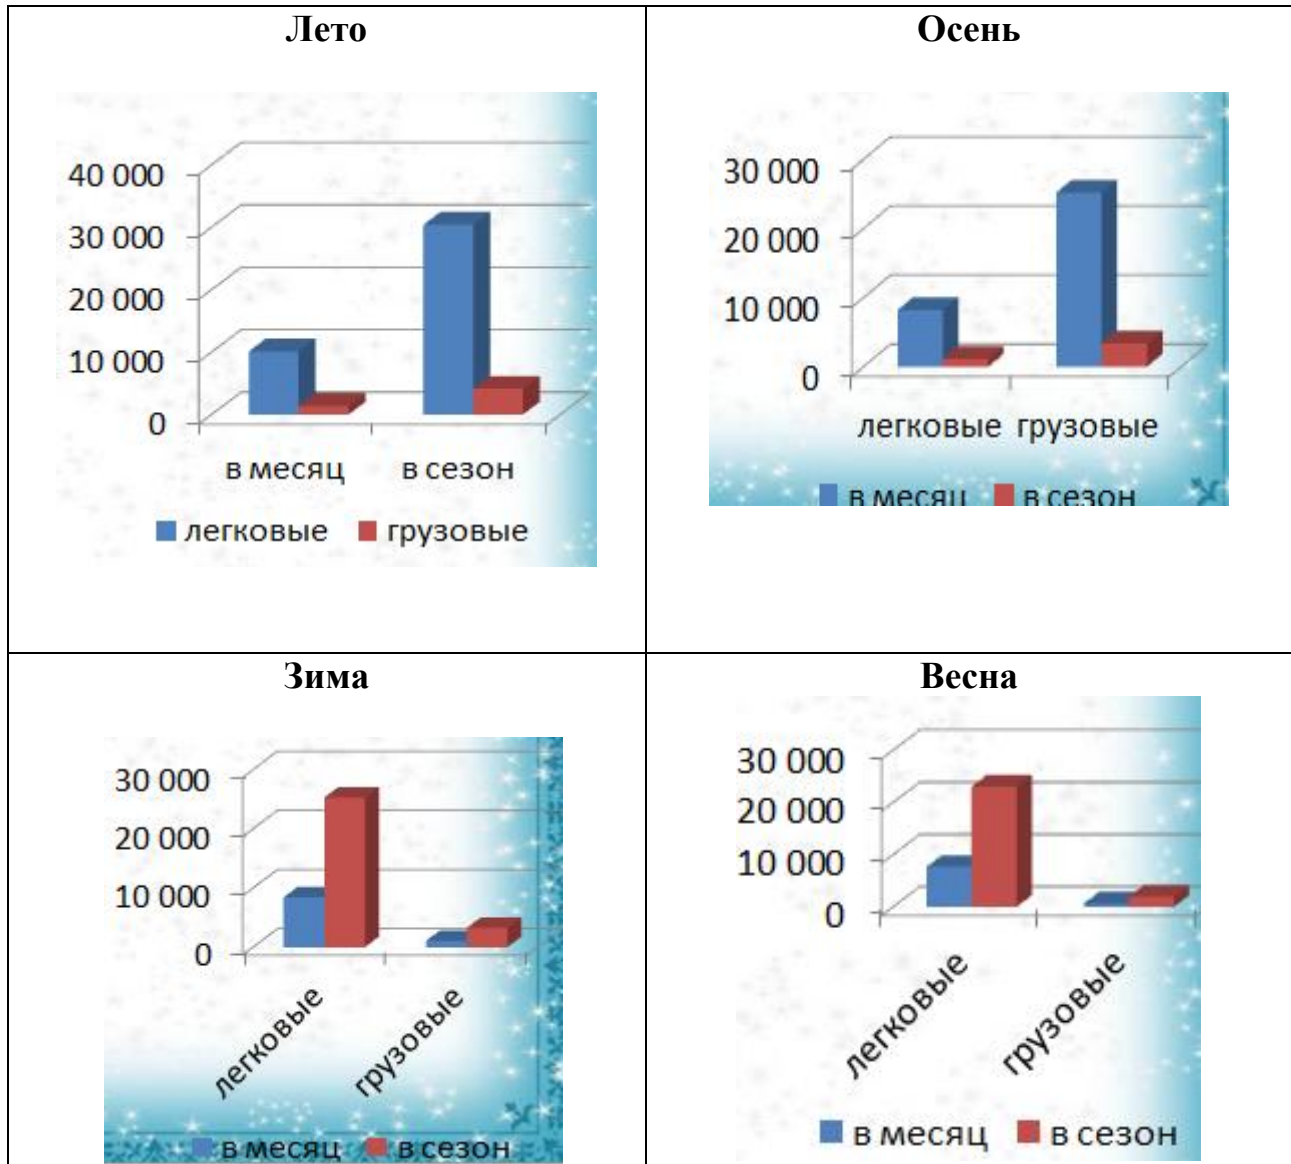 Лето
40 000
30 000
20 000
10 000
0
в месяц в сезон
легковые грузовые
Осень
30 000
20 000
10 000
0
легковые грузовые
в месяц в сезон
Зима
30 000
20 000
10 000
0
легковые
грузовые
в месяц в сезон
Весна
30 000
20 000
10 000
0
легковые
грузовые
в месяц в сезон